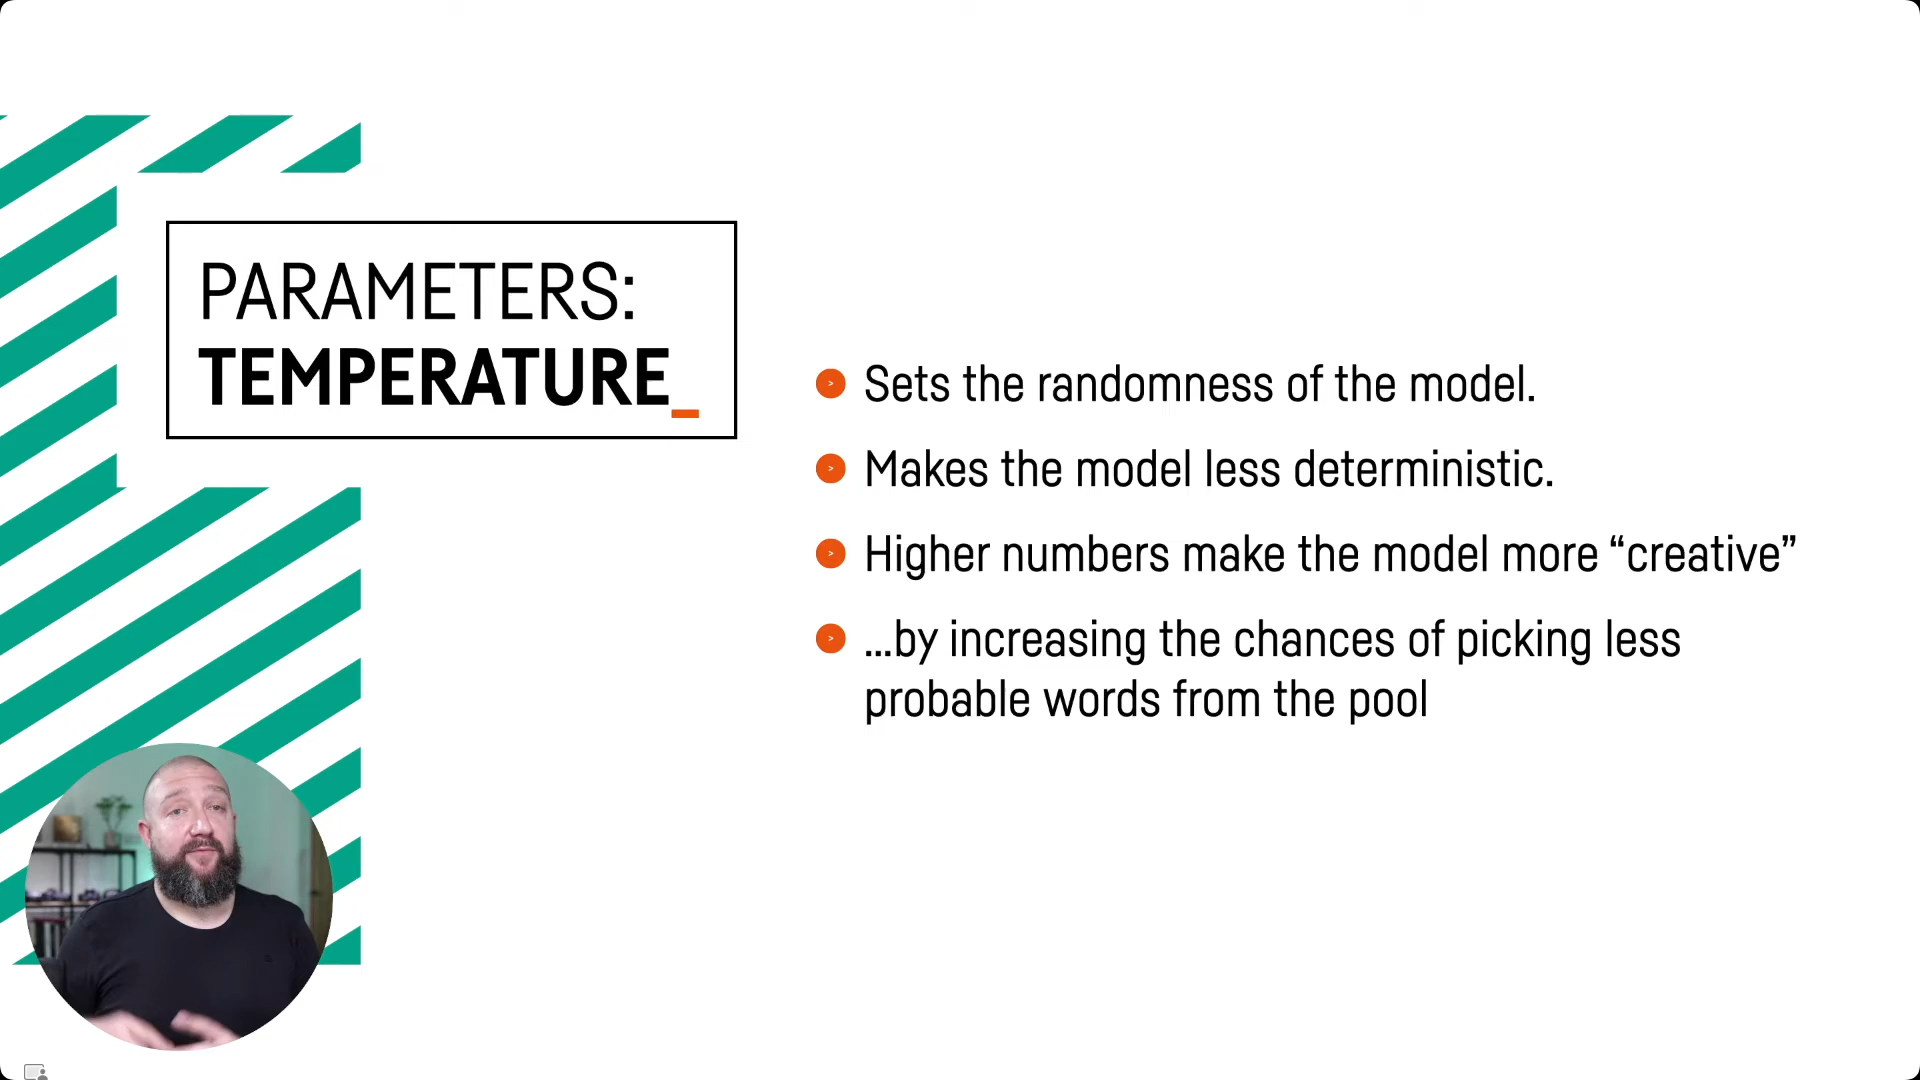 PARAMETERS:
TEMPERATURE_
> Sets the randomness of the model.
> Makes the model less deterministic.
> Higher numbers make the model more “creative”
> ...by increasing the chances of picking less
probable words from the pool